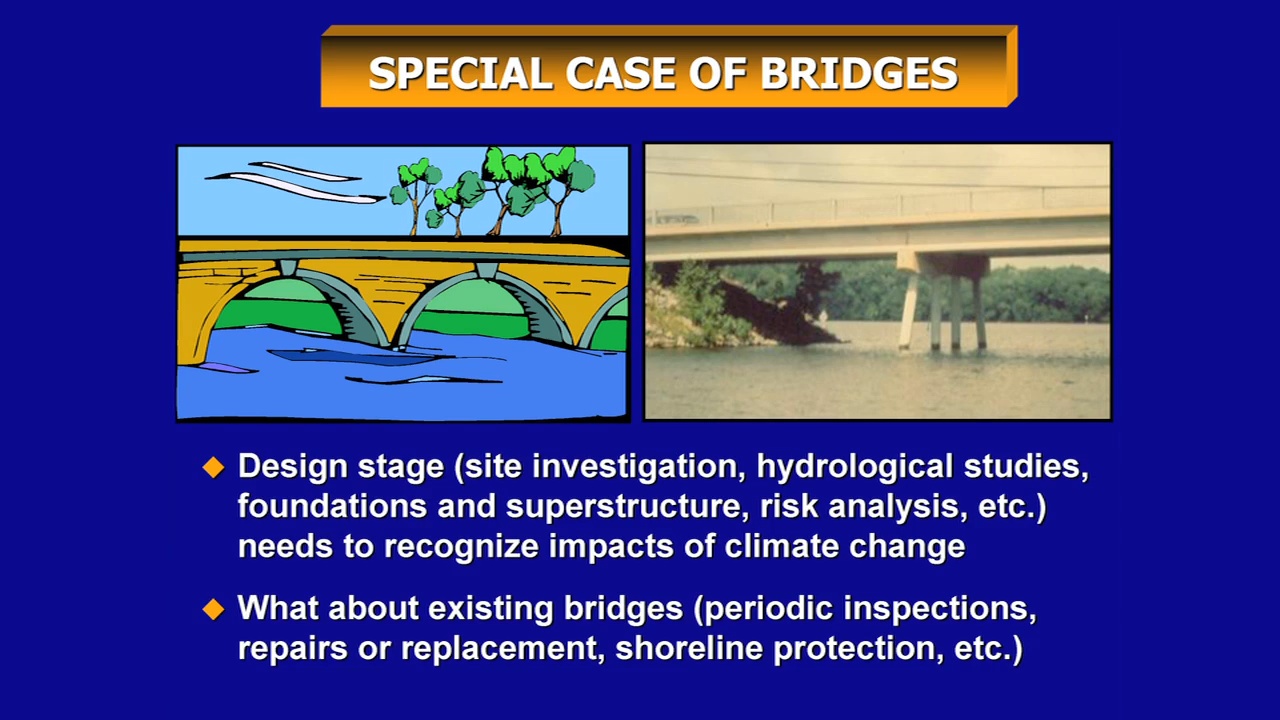 SPECIAL CASE OF BRIDGES
Design stage (site investigation, hydrological studies,
foundations and superstructure, risk analysis, etc.)
needs to recognize impacts of climate change
What about existing bridges (periodic inspections,
repairs or replacement, shoreline protection, etc.)